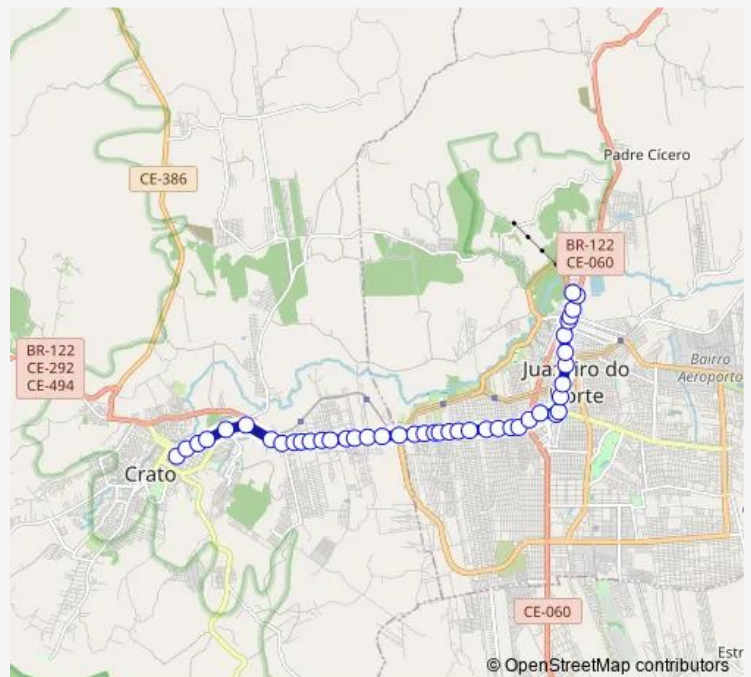 Padre Cícero
CE-386
BR-122
CE-060
BR-122
CE-292
CE-494
Bairro
Aeroporto
Juazeiro do
Norte
Crato
CE-060
Estr
© OpenStreetMap contributors